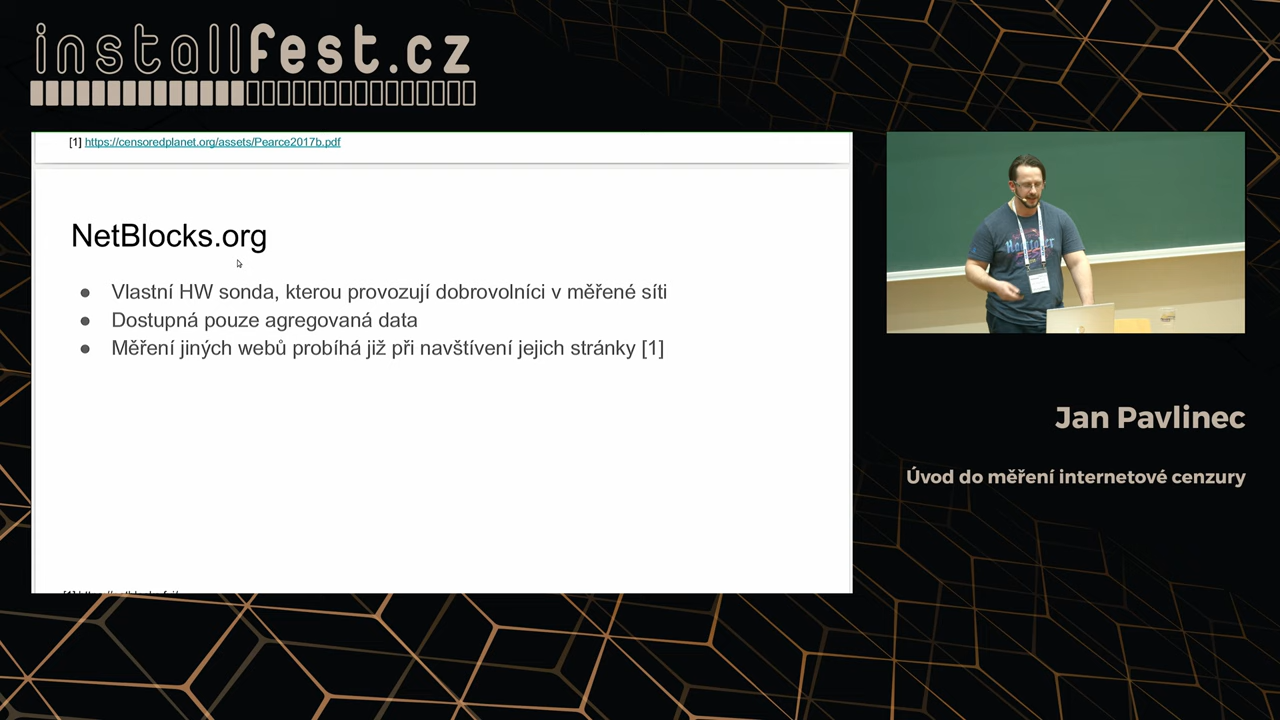 installfest.cz
[1] https://censoredplanet.org/assets/Pearce2017b.pdf
NetBlocks.org
● Vlastní HW sonda, kterou provozují dobrovolníci v měřené síti
● Dostupná pouze agregovaná data
● Měření jiných webů probíhá již při navštívení jejich stránky [1]
Jan Pavlinec
Úvod do měření internetové cenzury